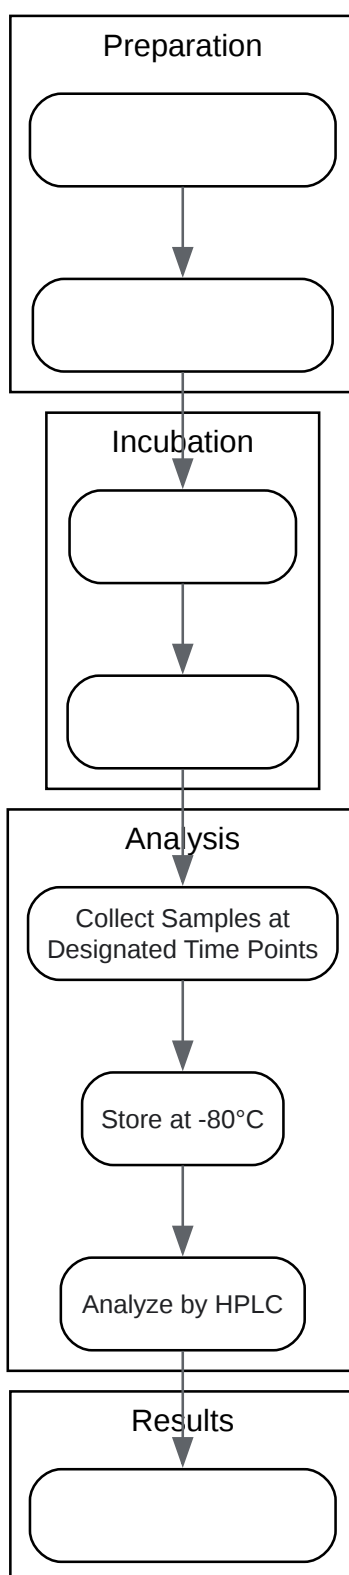 Preparation
Incubation
Analysis
Collect Samples at
Designated Time Points
Store at -80°C
Analyze by HPLC
Results